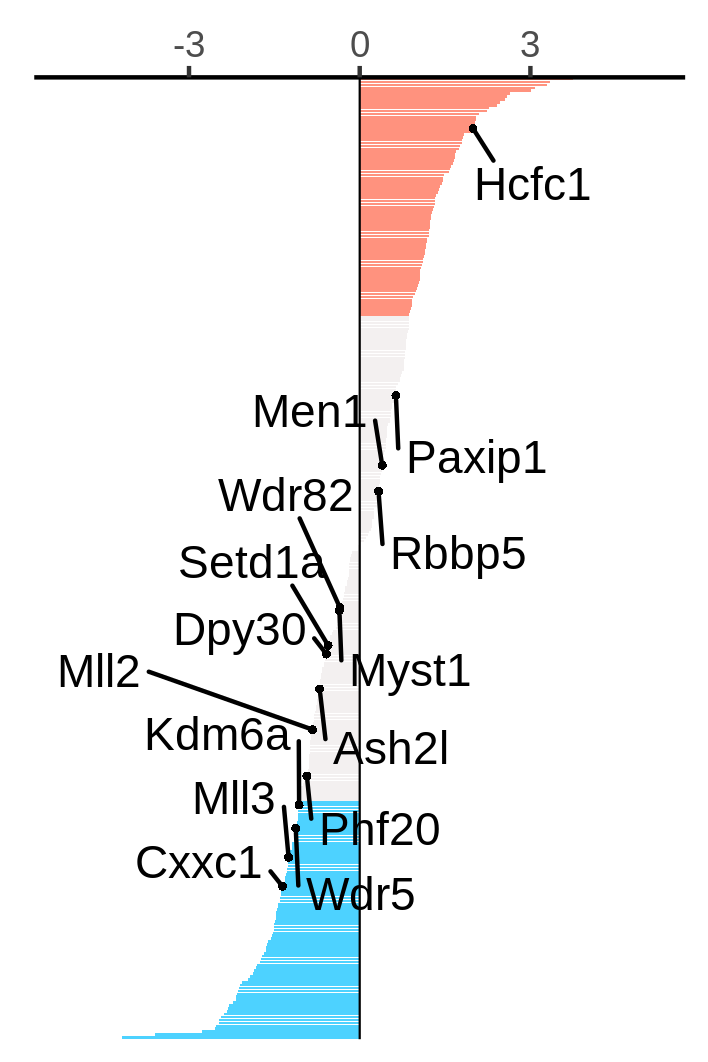 -3 0 3
Hcfc1
Men1
Paxip1
Wdr82
Rbbp5
Setd1a
Dpy30
Mll2
Myst1
Kdm6a
Ash2l
Mll3
Phf20
Cxxc1
Wdr5